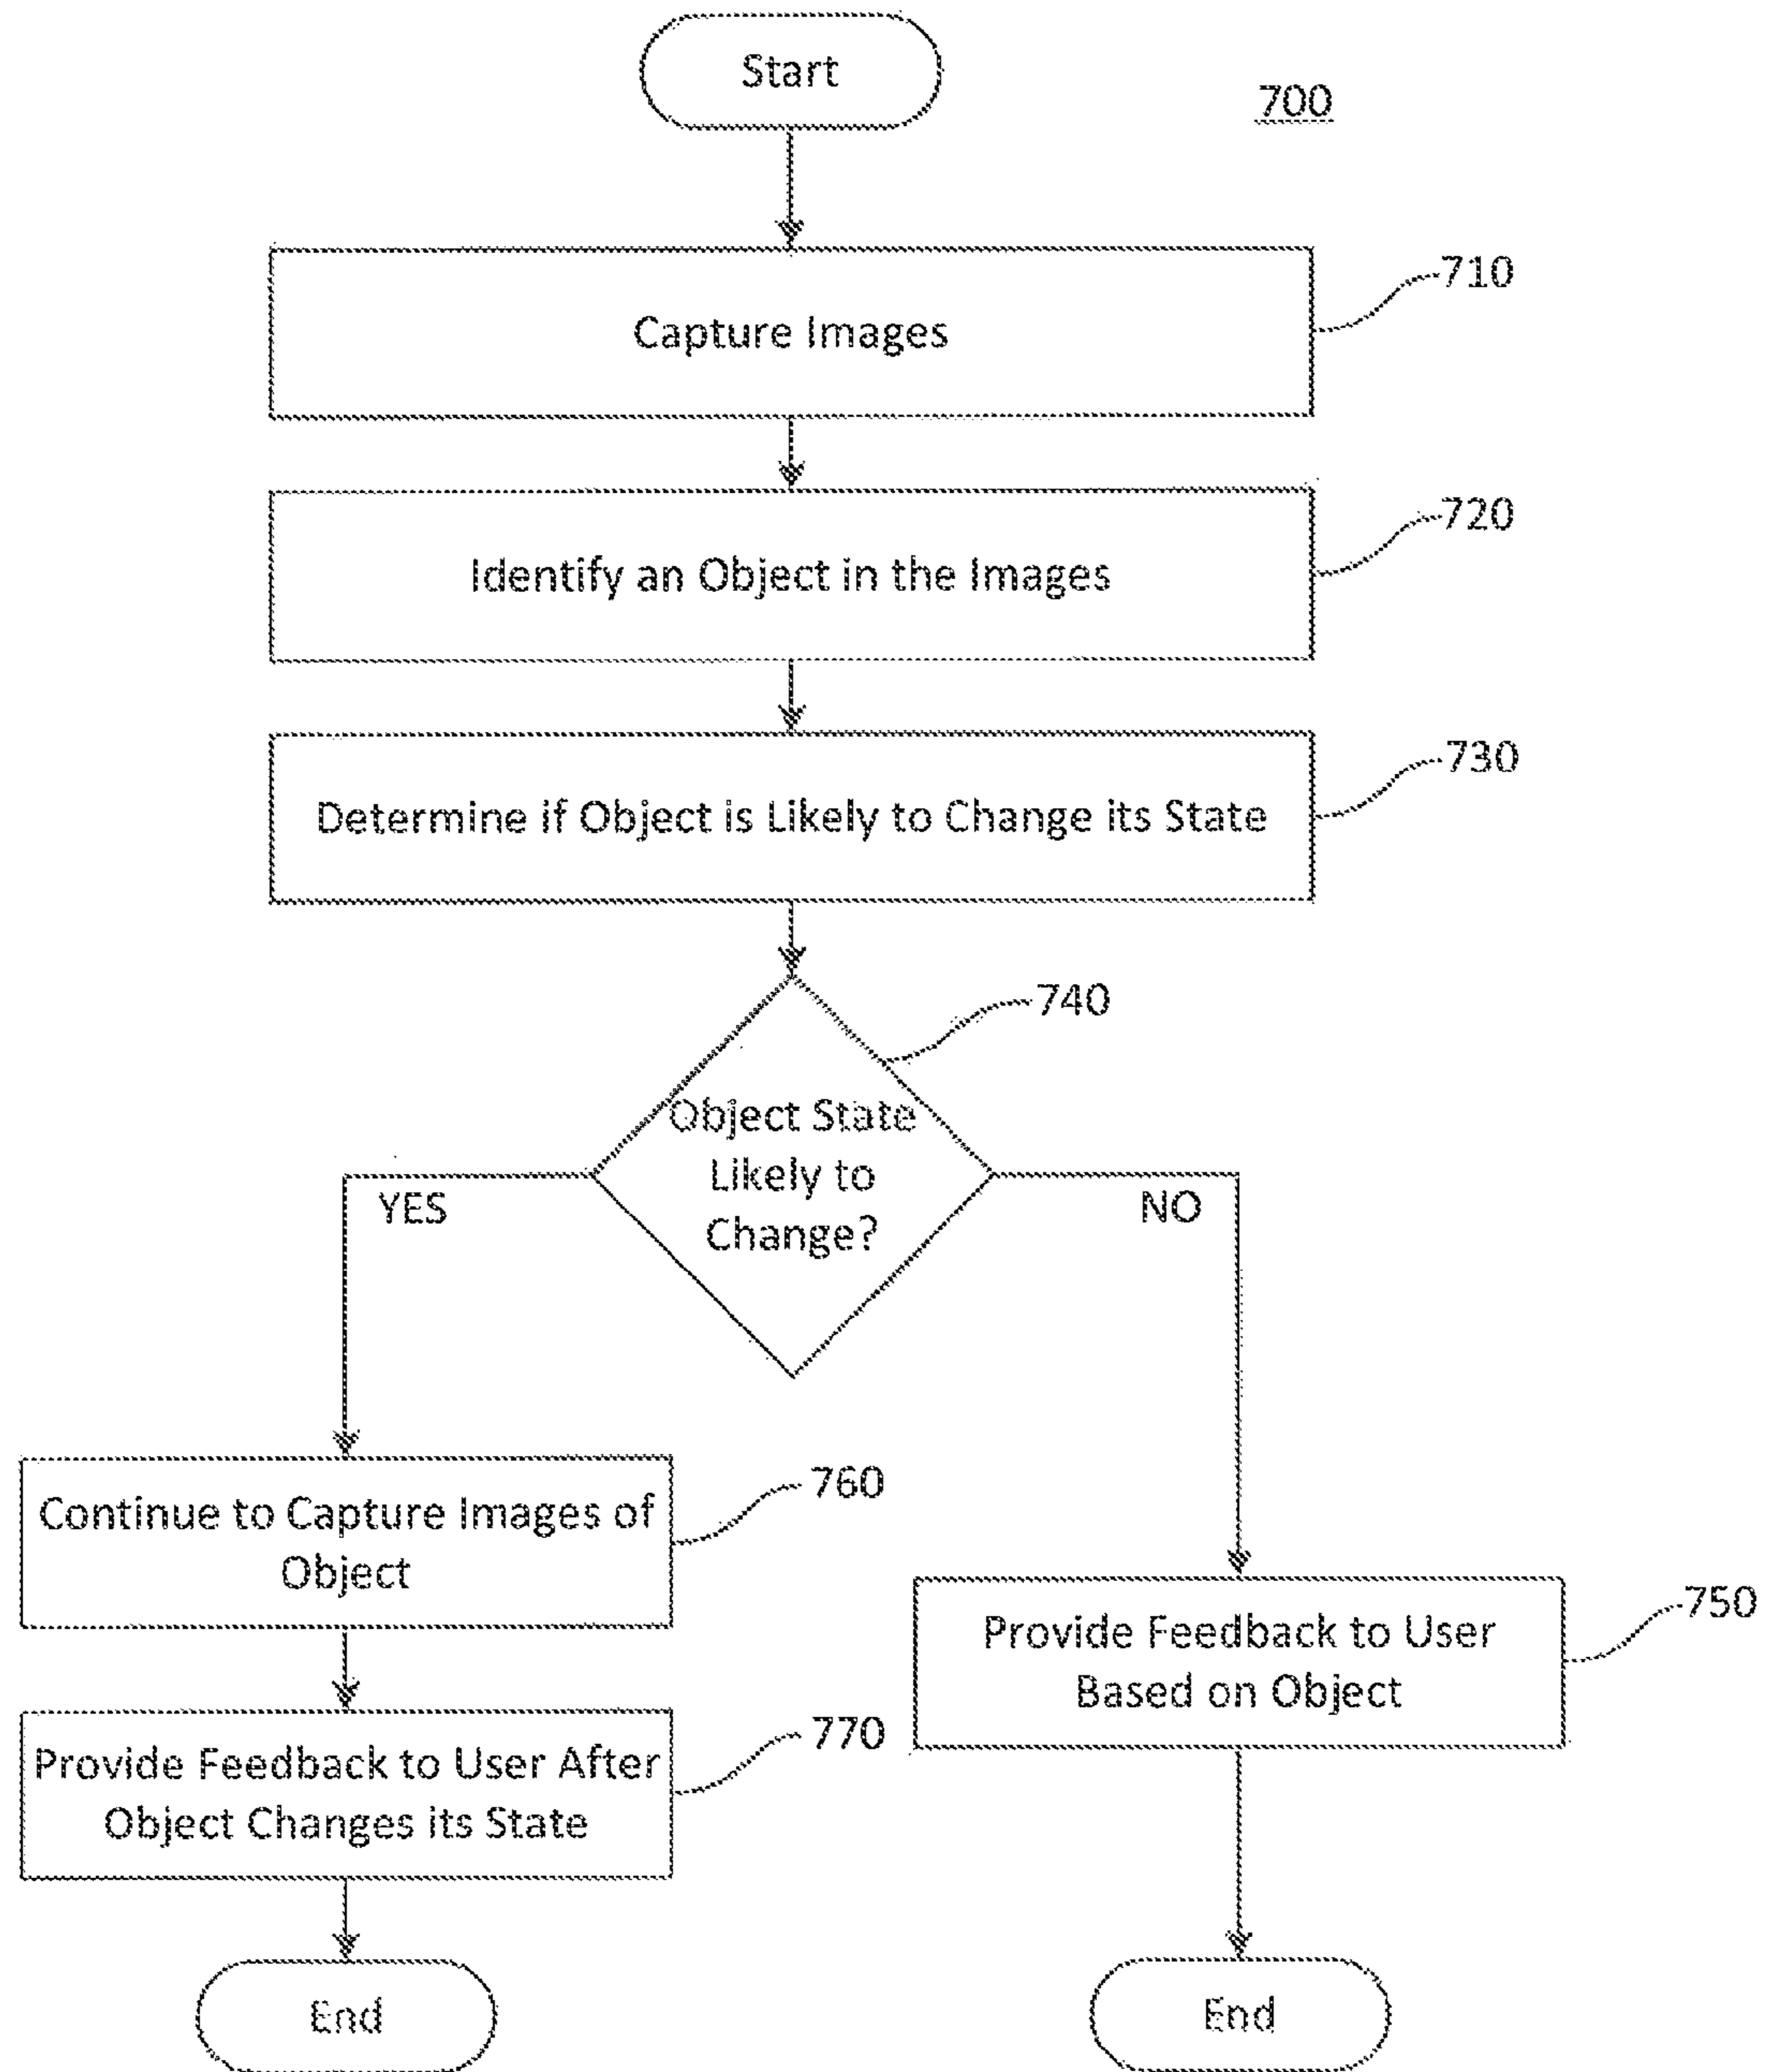 Start
700
Capture Images
710
Identify an Object in the Images
720
Determine if Object is Likely to Change its State
730
740
Object State
Likely to
Change?
YES
NO
Continue to Capture Images of
Object
760
Provide Feedback to User
Based on Object
750
Provide Feedback to User After
Object Changes its State
770
End
End